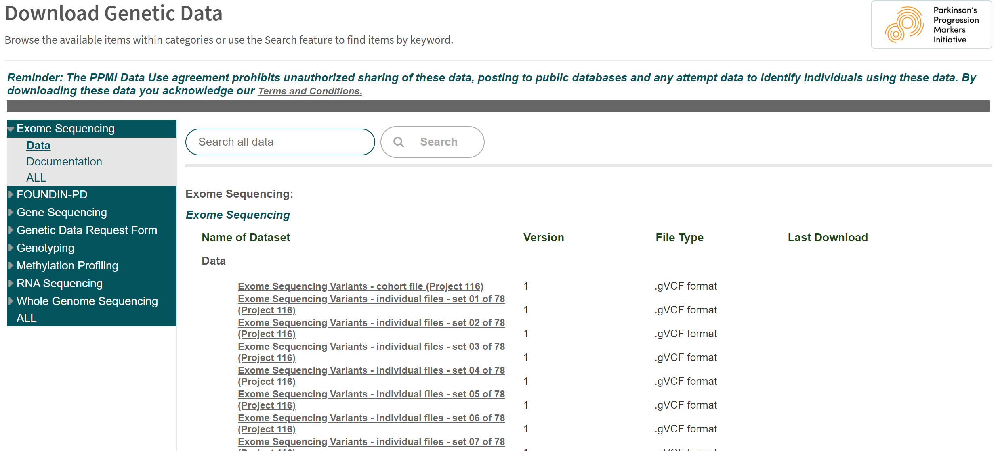 Download Genetic Data
Parkinson's
Progression
Markers
Initiative
Browse the available items within categories or use the Search feature to find items by keyword.
Reminder: The PPMI Data Use agreement prohibits unauthorized sharing of these data, posting to public databases and any attempt data to identify individuals using these data. By
downloading these data you acknowledge our Terms and Conditions.
Exome Sequencing
Data
Documentation
ALL
FOUNDIN-PD
Gene Sequencing
Genetic Data Request Form
Genotyping
Methylation Profiling
RNA Sequencing
Whole Genome Sequencing
ALL
Search all data
Search
Exome Sequencing:
Exome Sequencing
Name of Dataset Version File Type Last Download
Data
Exome Sequencing Variants - cohort file (Project 116) 1 .gVCF format
Exome Sequencing Variants - individual files - set 01 of 78
(Project 116) 1 .gVCF format
Exome Sequencing Variants - individual files - set 02 of 78
(Project 116) 1 .gVCF format
Exome Sequencing Variants - individual files - set 03 of 78
(Project 116) 1 .gVCF format
Exome Sequencing Variants - individual files - set 04 of 78
(Project 116) 1 .gVCF format
Exome Sequencing Variants - individual files - set 05 of 78
(Project 116) 1 .gVCF format
Exome Sequencing Variants - individual files - set 06 of 78
(Project 116) 1 .gVCF format
Exome Sequencing Variants - individual files - set 07 of 78